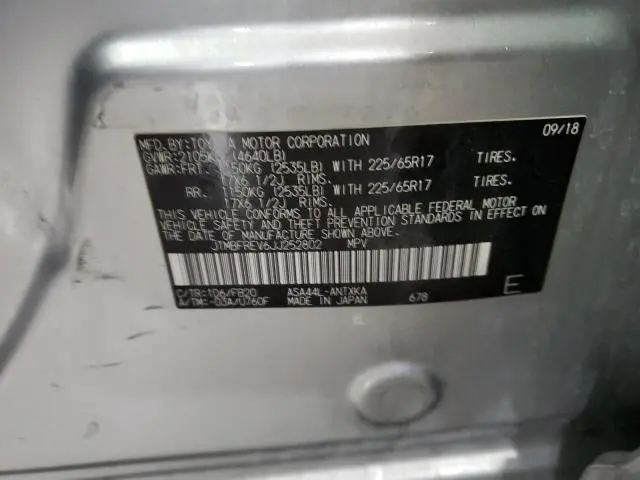 MFD.BY:TOYOTA MOTOR CORPORATION 09/18
GVWR:2105KG (4640LB)
GAWR:FRT. 1150KG (2535LB) WITH 225/65R17 TIRES.
17X6 1/2J RIMS.
RR. 1150KG (2535LB) WITH 225/65R17 TIRES.
17X6 1/2J RIMS.
THIS VEHICLE CONFORMS TO ALL APPLICABLE FEDERAL MOTOR
VEHICLE SAFETY AND THEFT PREVENTION STANDARDS IN EFFECT
ON THE DATE OF MANUFACTURE SHOWN ABOVE.
JTMBFREV6JJ252802 MPV
C/TR:1D6/FB20 ASA44L-ANTXKA
A/TM:-03A/U760F MADE IN JAPAN 678 E